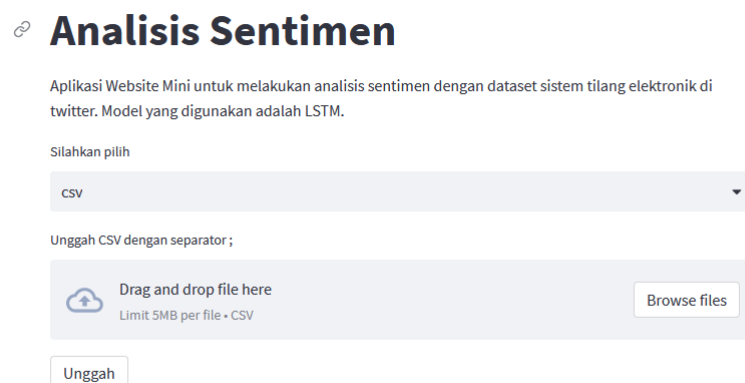 Analisis Sentimen
Aplikasi Website Mini untuk melakukan analisis sentimen dengan dataset sistem tilang elektronik di
twitter. Model yang digunakan adalah LSTM.
Silahkan pilih
csv
Unggah CSV dengan separator ;
Drag and drop file here
Limit 5MB per file • CSV
Browse files
Unggah